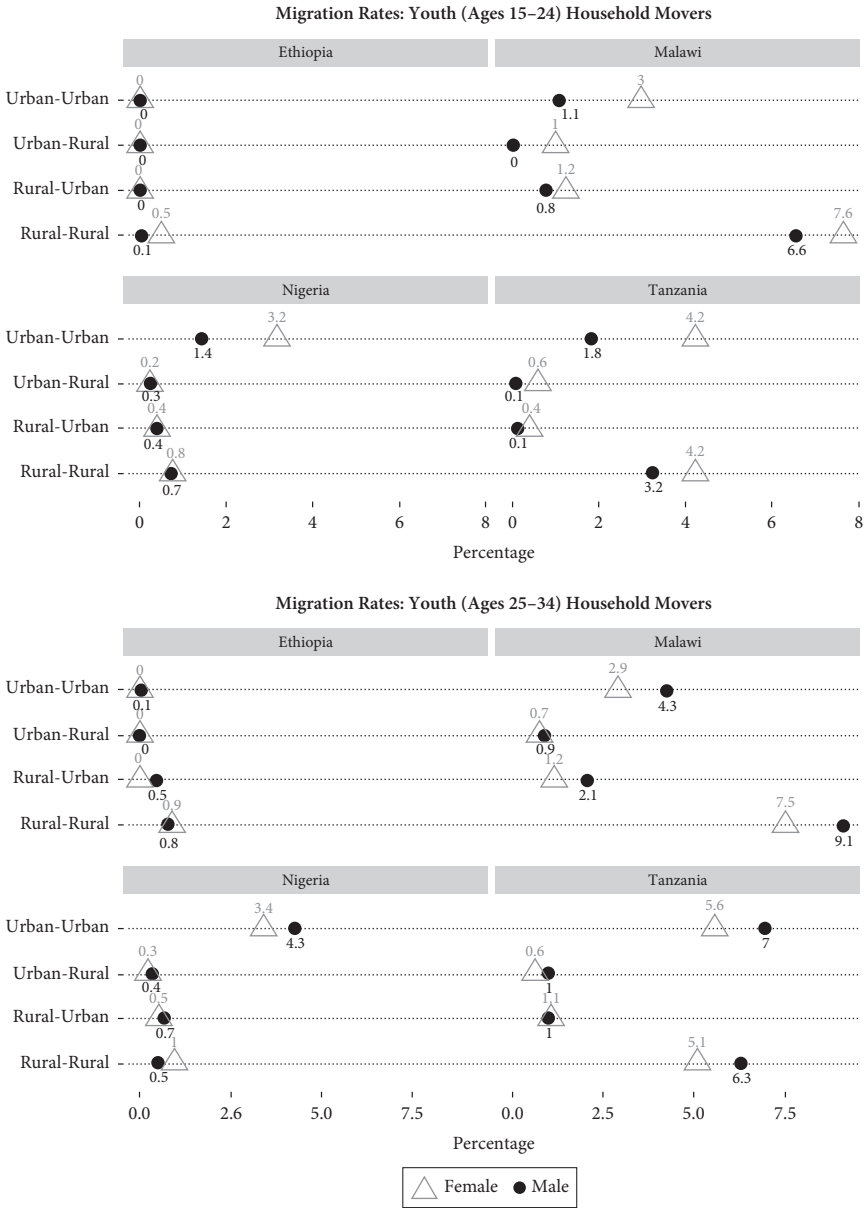 Migration Rates: Youth (Ages 15–24) Household Movers
Ethiopia Malawi
0 3
Urban-Urban
0 1.1
0 1
Urban-Rural
0 0
0 1.2
Rural-Urban
0 0.8
0.5 7.6
Rural-Rural
0.1 6.6
Nigeria Tanzania
3.2 4.2
Urban-Urban
1.4 1.8
0.2 0.6
Urban-Rural
0.3 0.1
0.4 0.4
Rural-Urban
0.4 0.1
0.8 4.2
Rural-Rural
0.7 3.2
0 2 4 6 8 0 2 4 6 8
Percentage
Migration Rates: Youth (Ages 25–34) Household Movers
Ethiopia Malawi
0 2.9
Urban-Urban
0.1 4.3
0 0.7
Urban-Rural
0 0.9
0 1.2
Rural-Urban
0.5 2.1
0.9 7.5
Rural-Rural
0.8 9.1
Nigeria Tanzania
3.4 5.6
Urban-Urban
4.3 7
0.3 0.6
Urban-Rural
0.4 1
0.5 1.1
Rural-Urban
0.7 1
1 5.1
Rural-Rural
0.5 6.3
0.0 2.6 5.0 7.5 0.0 2.5 5.0 7.5
Percentage
Female Male